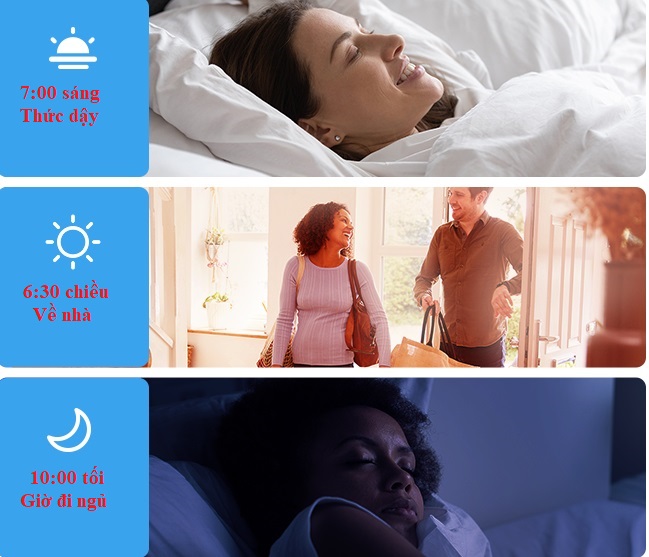 7:00 sáng
Thức dậy
6:30 chiều
Về nhà
10:00 tối
Giờ đi ngủ